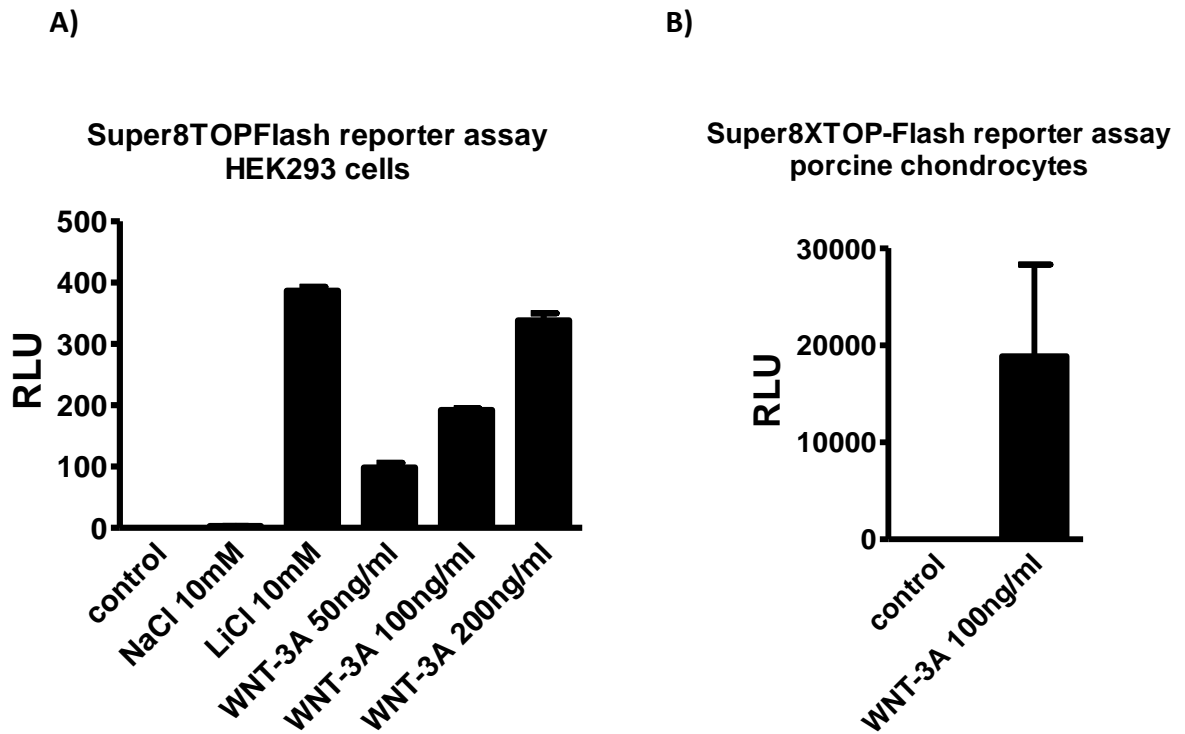 A)
Super8TOPFlash reporter assay
HEK293 cells
RLU
500
400
300
200
100
0
control
NaCl 10mM
LiCl 10mM
WNT-3A 50ng/ml
WNT-3A 100ng/ml
WNT-3A 200ng/ml
B)
Super8XTOP-Flash reporter assay
porcine chondrocytes
RLU
30000
20000
10000
0
control
WNT-3A 100ng/ml